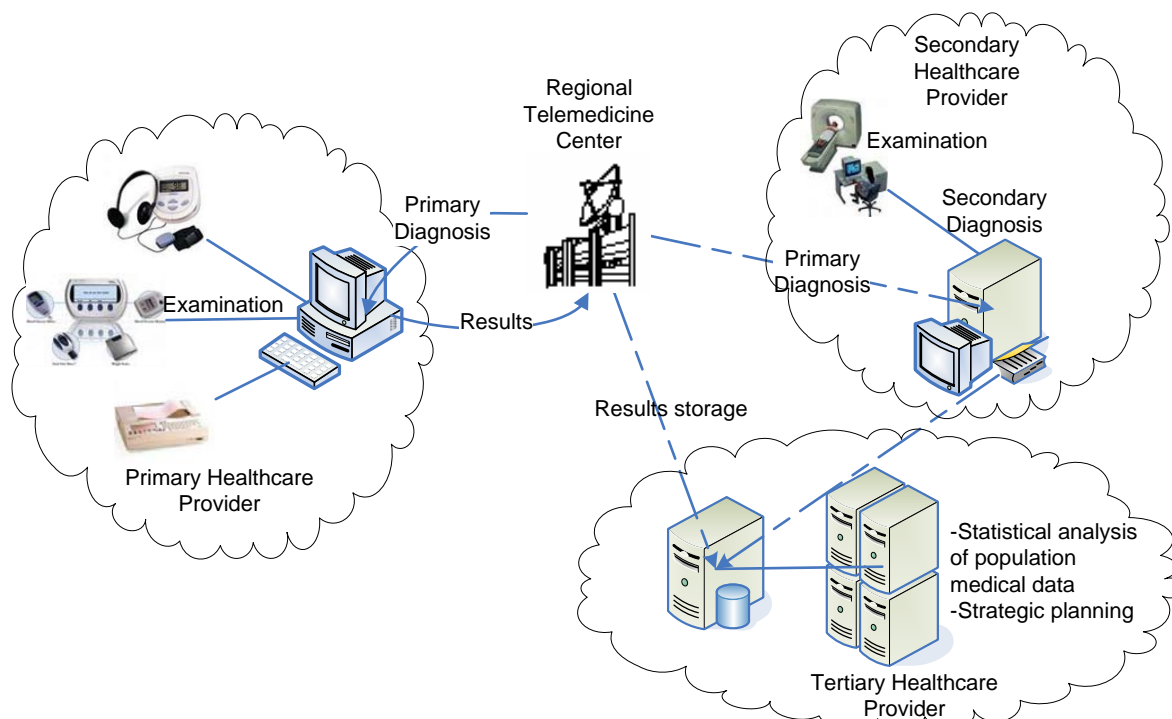 Primary Healthcare
Provider
Examination
Primary
Diagnosis
Results
Regional
Telemedicine
Center
Results storage
Secondary
Healthcare
Provider
Examination
Secondary
Diagnosis
Primary
Diagnosis
-Statistical analysis
of population
medical data
-Strategic planning
Tertiary Healthcare
Provider